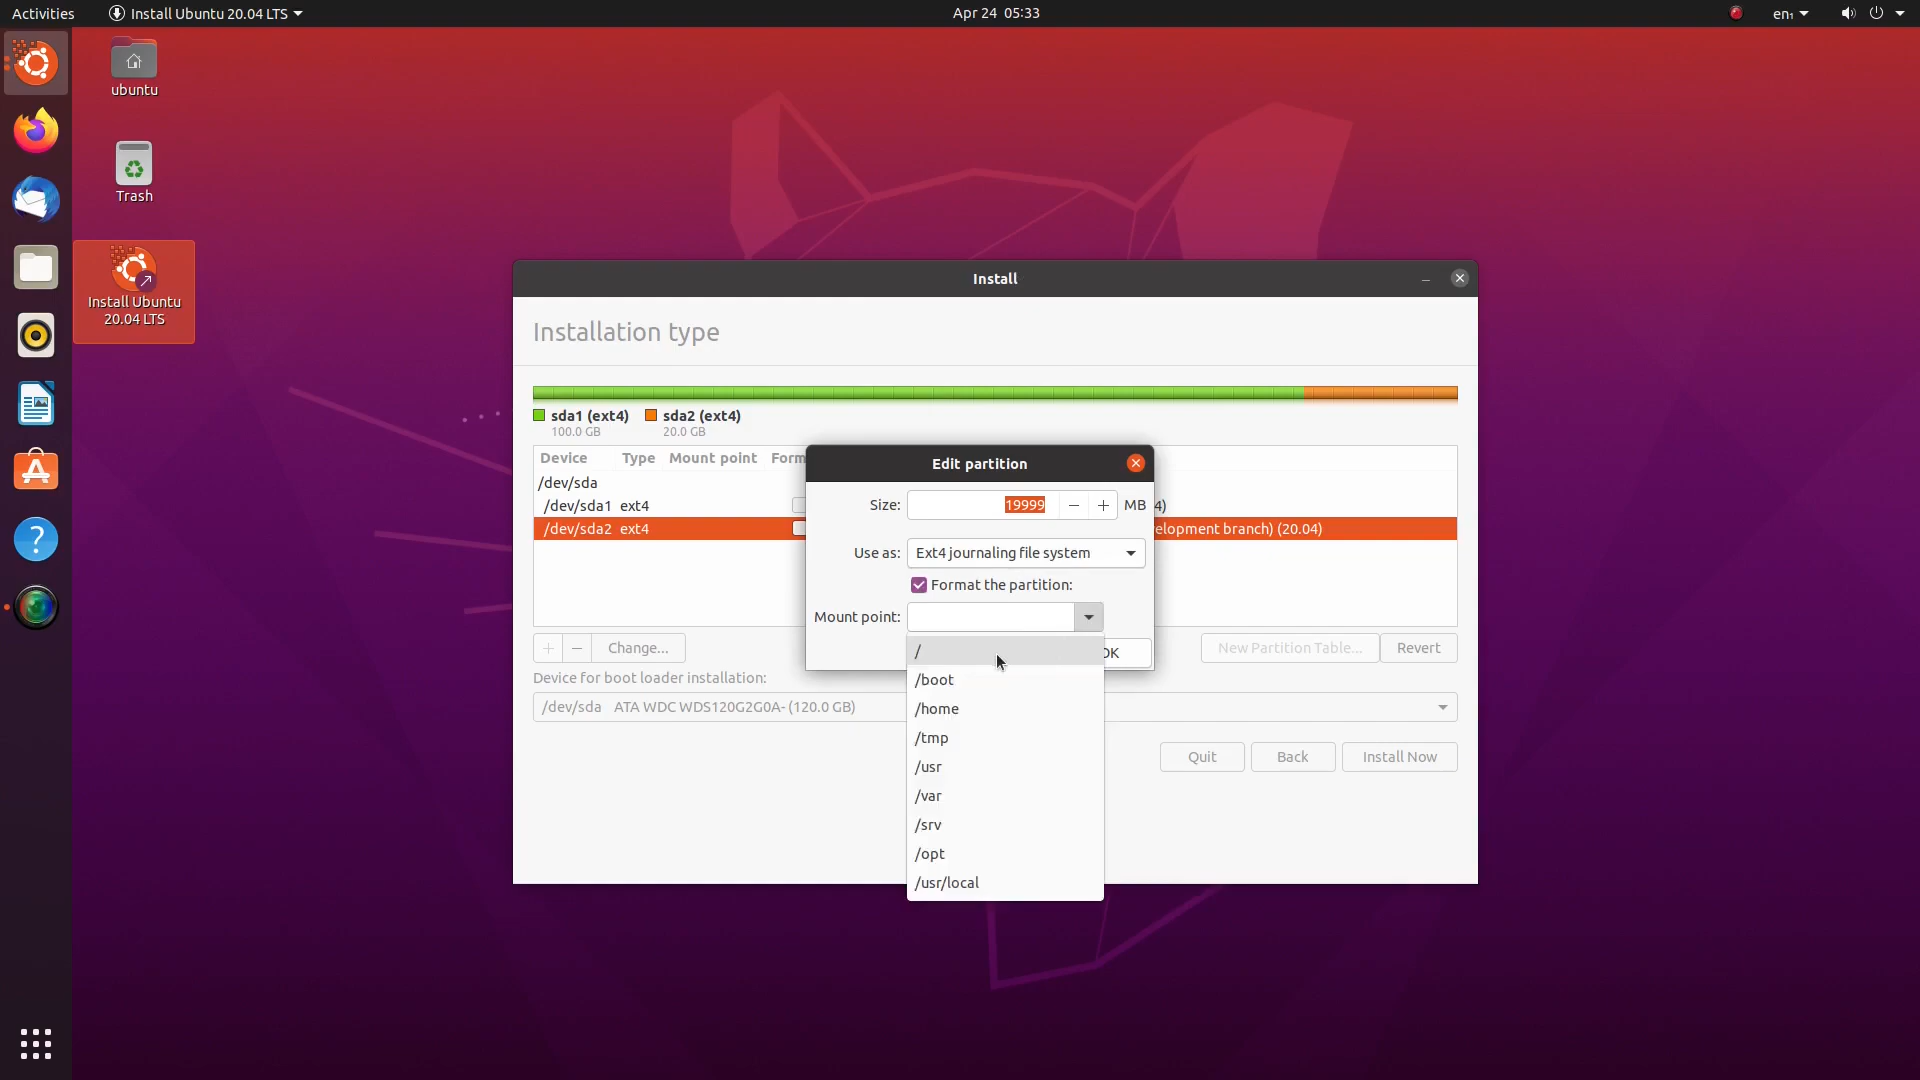 Activities
Install Ubuntu 20.04 LTS
Apr 24 05:33
en₁
ubuntu
Trash
Install Ubuntu
20.04 LTS
Install
Installation type
sda1 (ext4)
100.0 GB
sda2 (ext4)
20.0 GB
Device Type Mount point Form
/dev/sda
/dev/sda1 ext4
4)
/dev/sda2 ext4
elopment branch) (20.04)
Edit partition
Size: 19999 MB
Use as: Ext4 journaling file system
Format the partition:
Mount point:
OK
/
/boot
/home
/tmp
/usr
/var
/srv
/opt
/usr/local
+ − Change...
New Partition Table... Revert
Device for boot loader installation:
/dev/sda ATA WDC WDS120G2G0A- (120.0 GB)
Quit Back Install Now